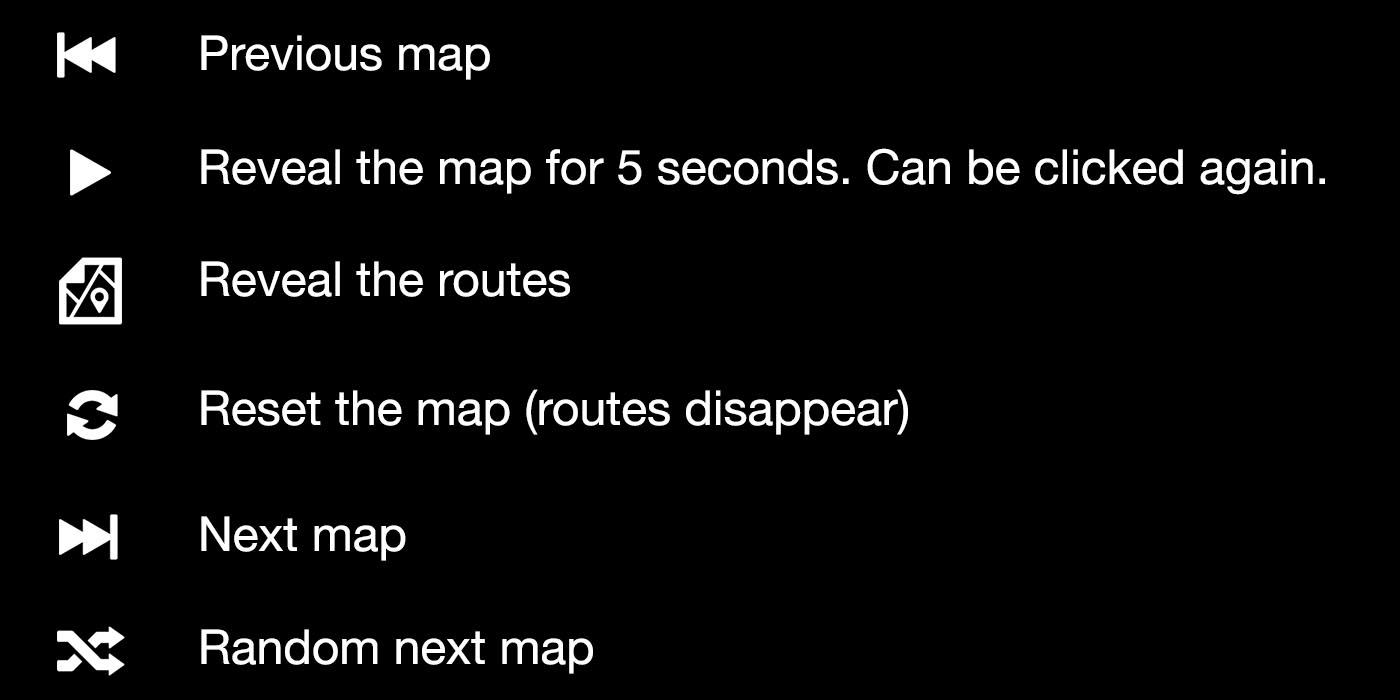 Previous map
Reveal the map for 5 seconds. Can be clicked again.
Reveal the routes
Reset the map (routes disappear)
Next map
Random next map